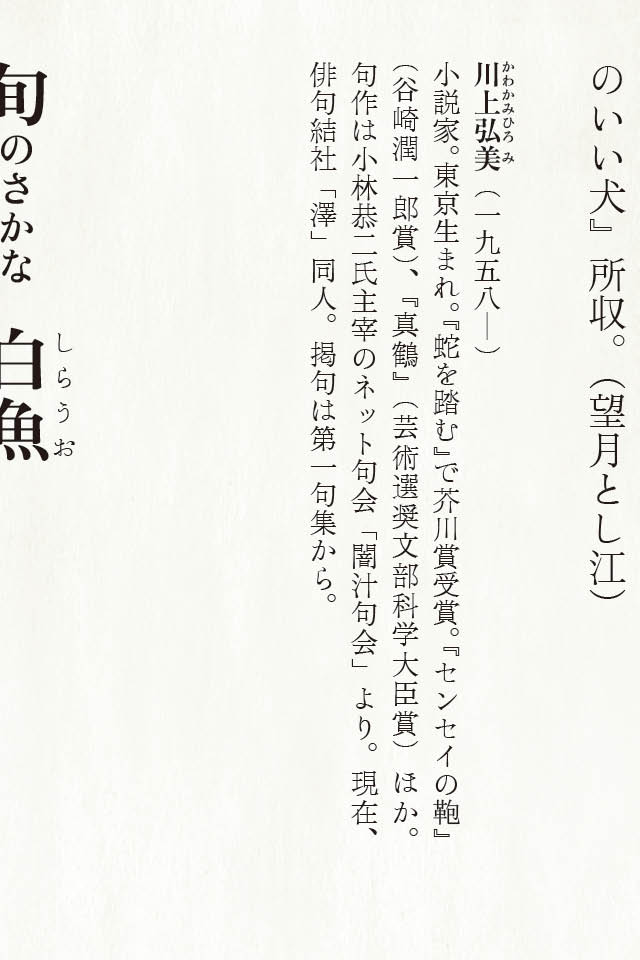 のいい犬』所収。（望月とし江）
かわかみひろみ
川上弘美（一九五八―）
小説家。東京生まれ。『蛇を踏む』で芥川賞受賞。『センセイの鞄』
（谷崎潤一郎賞）、『真鶴』（芸術選奨文部科学大臣賞）ほか。
句作は小林恭二氏主宰のネット句会「闇汁句会」より。現在、
俳句結社「澤」同人。掲句は第一句集から。
しらうお
旬のさかな　白魚